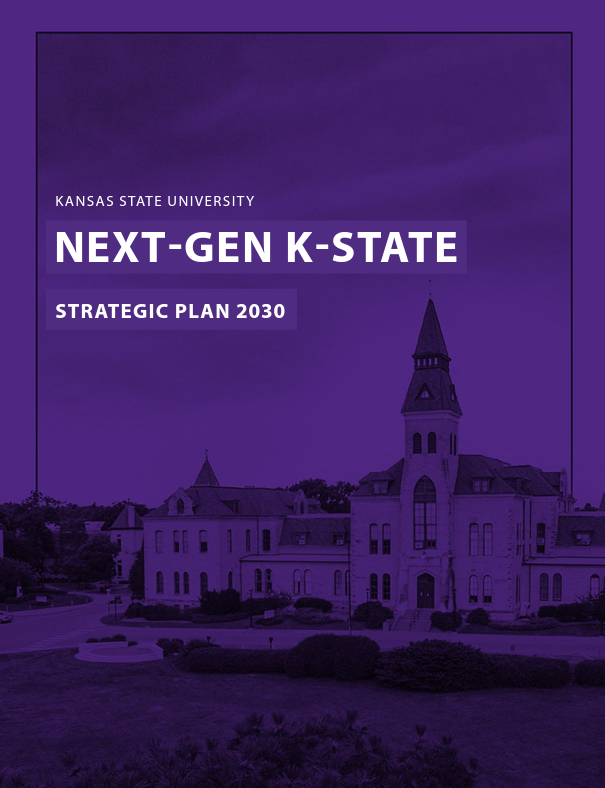 KANSAS STATE UNIVERSITY
NEXT-GEN K-STATE
STRATEGIC PLAN 2030